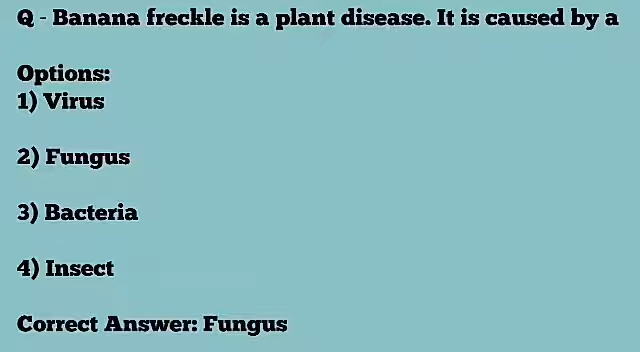 Q - Banana freckle is a plant disease. It is caused by a
Options:
1) Virus
2) Fungus
3) Bacteria
4) Insect
Correct Answer: Fungus